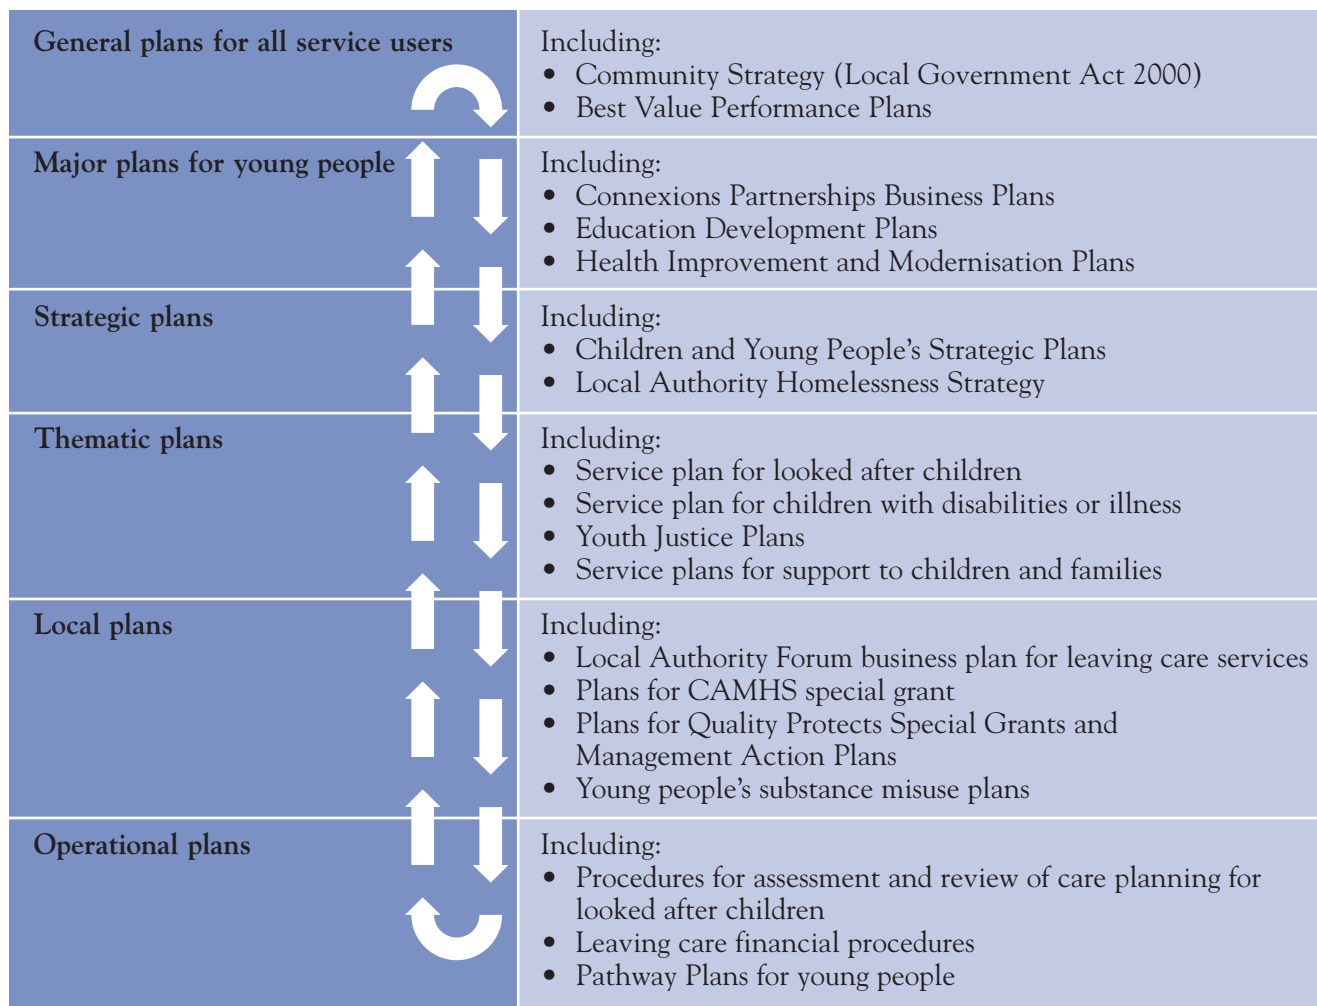 General plans for all service users
Including:
• Community Strategy (Local Government Act 2000)
• Best Value Performance Plans
Major plans for young people
Including:
• Connexions Partnerships Business Plans
• Education Development Plans
• Health Improvement and Modernisation Plans
Strategic plans
Including:
• Children and Young People’s Strategic Plans
• Local Authority Homelessness Strategy
Thematic plans
Including:
• Service plan for looked after children
• Service plan for children with disabilities or illness
• Youth Justice Plans
• Service plans for support to children and families
Local plans
Including:
• Local Authority Forum business plan for leaving care services
• Plans for CAMHS special grant
• Plans for Quality Protects Special Grants and
Management Action Plans
• Young people’s substance misuse plans
Operational plans
Including:
• Procedures for assessment and review of care planning for
looked after children
• Leaving care financial procedures
• Pathway Plans for young people